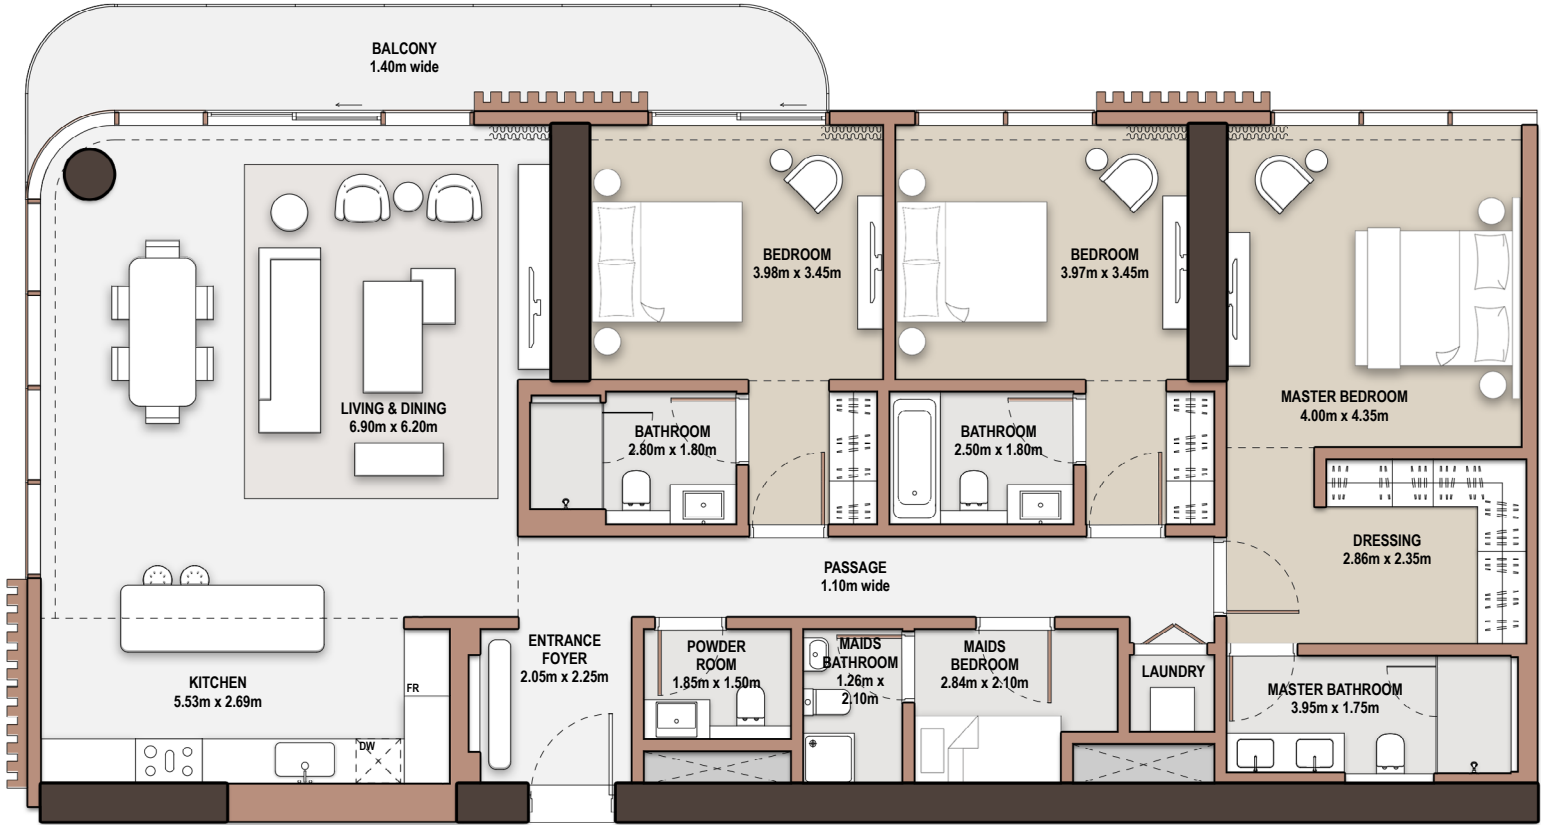 BALCONY
1.40m wide
BEDROOM
3.98m x 3.45m
BEDROOM
3.97m x 3.45m
MASTER BEDROOM
4.00m x 4.35m
LIVING & DINING
6.90m x 6.20m
BATHROOM
2.80m x 1.80m
BATHROOM
2.50m x 1.80m
DRESSING
2.86m x 2.35m
PASSAGE
1.10m wide
ENTRANCE
FOYER
2.05m x 2.25m
POWDER
ROOM
1.85m x 1.50m
MAIDS
BATHROOM
1.26m x
2.10m
MAIDS
BEDROOM
2.84m x 2.10m
LAUNDRY
MASTER BATHROOM
3.95m x 1.75m
KITCHEN
5.53m x 2.69m
FR
DW